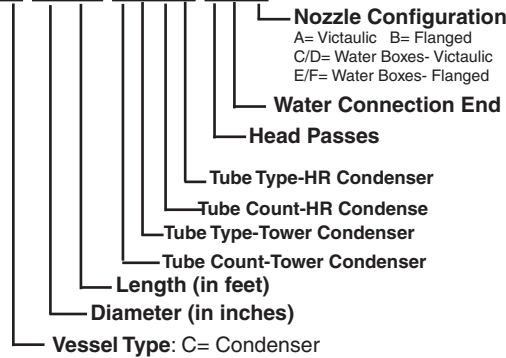 Nozzle Configuration
A= Victaulic B= Flanged
C/D= Water Boxes- Victaulic
E/F= Water Boxes- Flanged
Water Connection End
Head Passes
Tube Type-HR Condenser
Tube Count-HR Condense
Tube Type-Tower Condenser
Tube Count-Tower Condenser
Length (in feet)
Diameter (in inches)
Vessel Type: C= Condenser